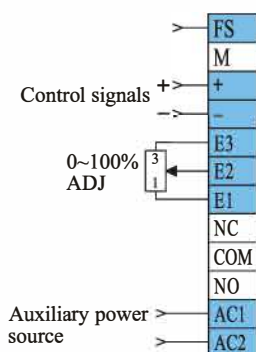 FS
M
Control signals + +
− −
E3
0~100% 3 E2
ADJ 1
E1
NC
COM
NO
Auxiliary power AC1
source AC2